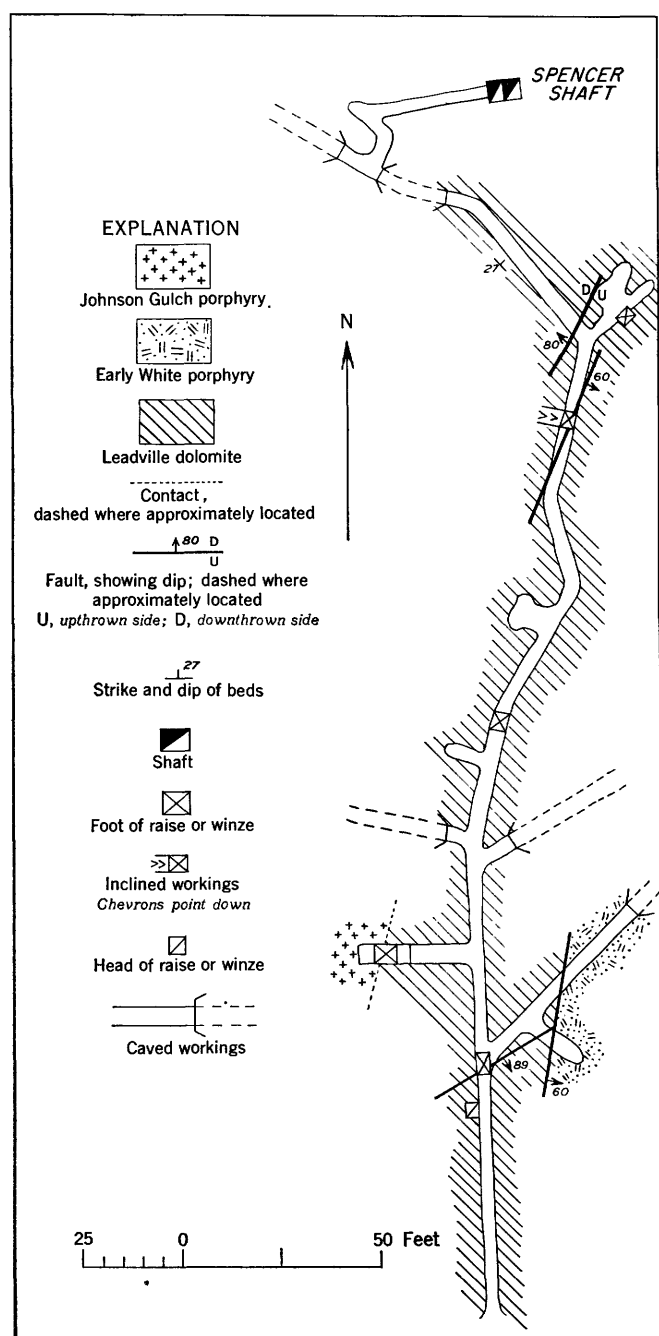 SPENCER
SHAFT
EXPLANATION
Johnson Gulch porphyry.
Early White porphyry
Leadville dolomite
Contact,
dashed where approximately located
80 D
U
Fault, showing dip; dashed where
approximately located
U, upthrown side; D, downthrown side
27
Strike and dip of beds
Shaft
Foot of raise or winze
Inclined workings
Chevrons point down
Head of raise or winze
Caved workings
N
27
D
U
80
60
89
60
25 0 50 Feet